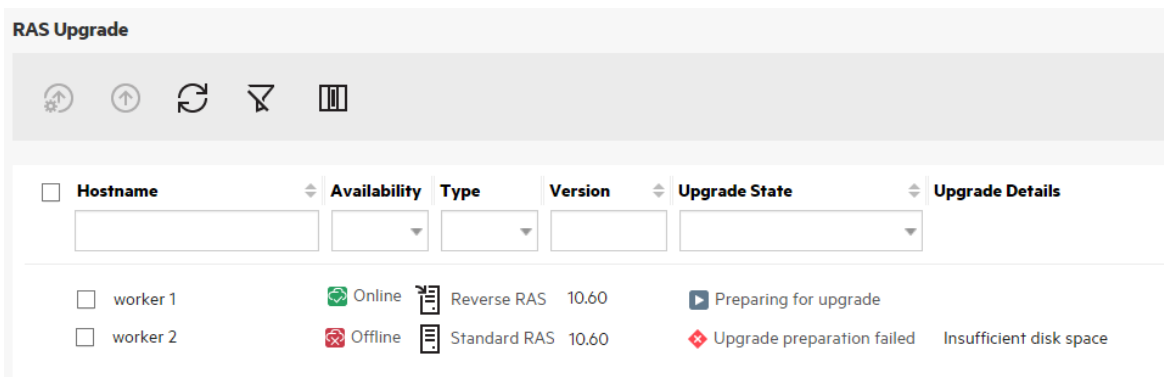 RAS Upgrade
Hostname Availability Type Version Upgrade State Upgrade Details
worker 1 Online Reverse RAS 10.60 Preparing for upgrade
worker 2 Offline Standard RAS 10.60 Upgrade preparation failed Insufficient disk space